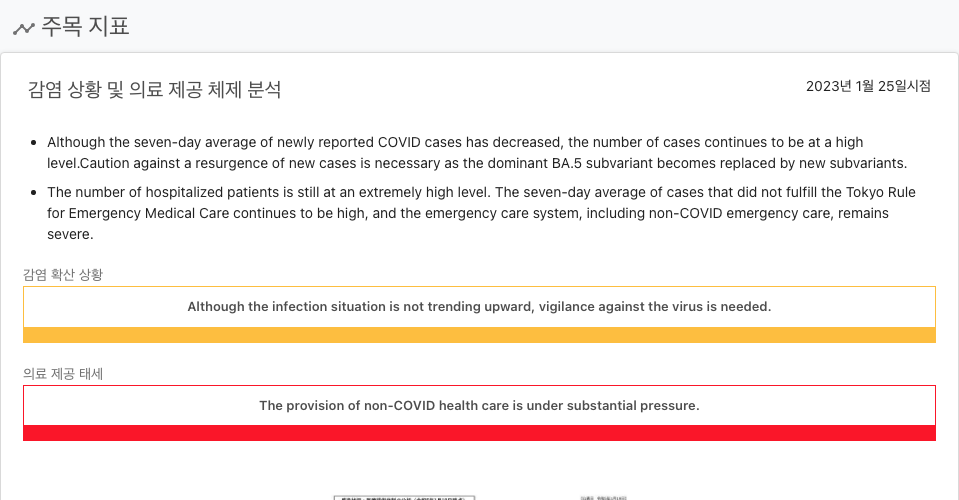 주목 지표
감염 상황 및 의료 제공 체제 분석
2023년 1월 25일시점
Although the seven-day average of newly reported COVID cases has decreased, the number of cases continues to be at a high
level.Caution against a resurgence of new cases is necessary as the dominant BA.5 subvariant becomes replaced by new subvariants.
The number of hospitalized patients is still at an extremely high level. The seven-day average of cases that did not fulfill the Tokyo Rule
for Emergency Medical Care continues to be high, and the emergency care system, including non-COVID emergency care, remains
severe.
감염 확산 상황
Although the infection situation is not trending upward, vigilance against the virus is needed.
의료 제공 태세
The provision of non-COVID health care is under substantial pressure.